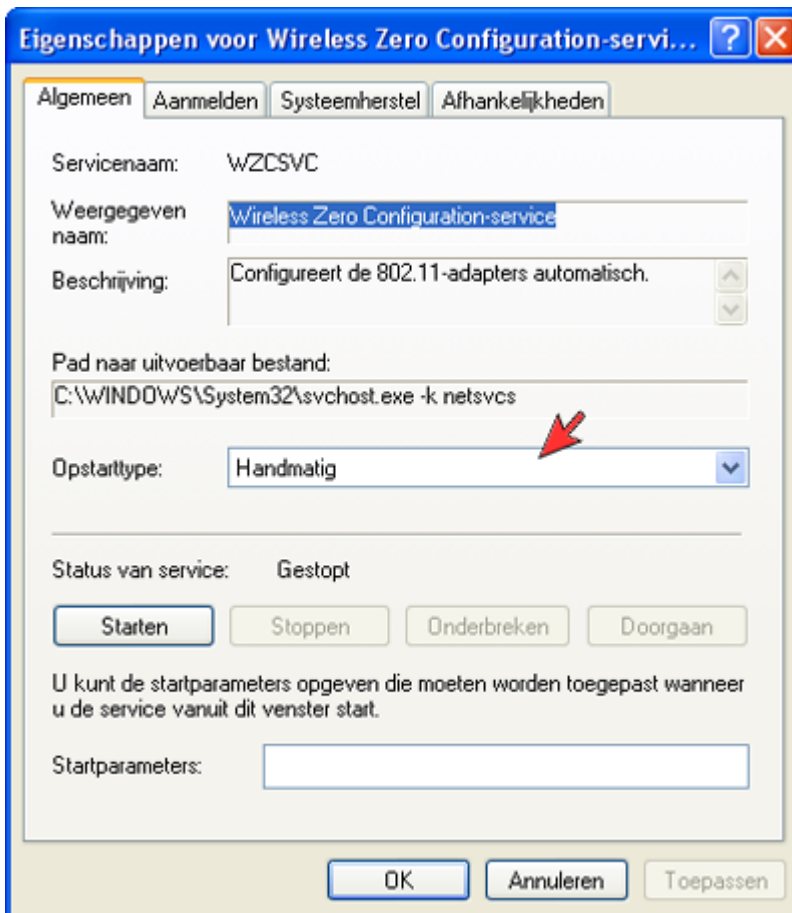 Eigenschappen voor Wireless Zero Configuration-servi...
Algemeen Aanmelden Systeemherstel Afhankelijkheden
Servicenaam: WZCSVC
Weergegeven
naam:
Wireless Zero Configuration-service
Beschrijving:
Configureert de 802.11-adapters automatisch.
Pad naar uitvoerbaar bestand:
C:\WINDOWS\System32\svchost.exe -k netsvcs
Opstarttype: Handmatig
Status van service: Gestopt
Starten Stoppen Onderbreken Doorgaan
U kunt de startparameters opgeven die moeten worden toegepast wanneer
u de service vanuit dit venster start.
Startparameters:
OK Annuleren Toepassen